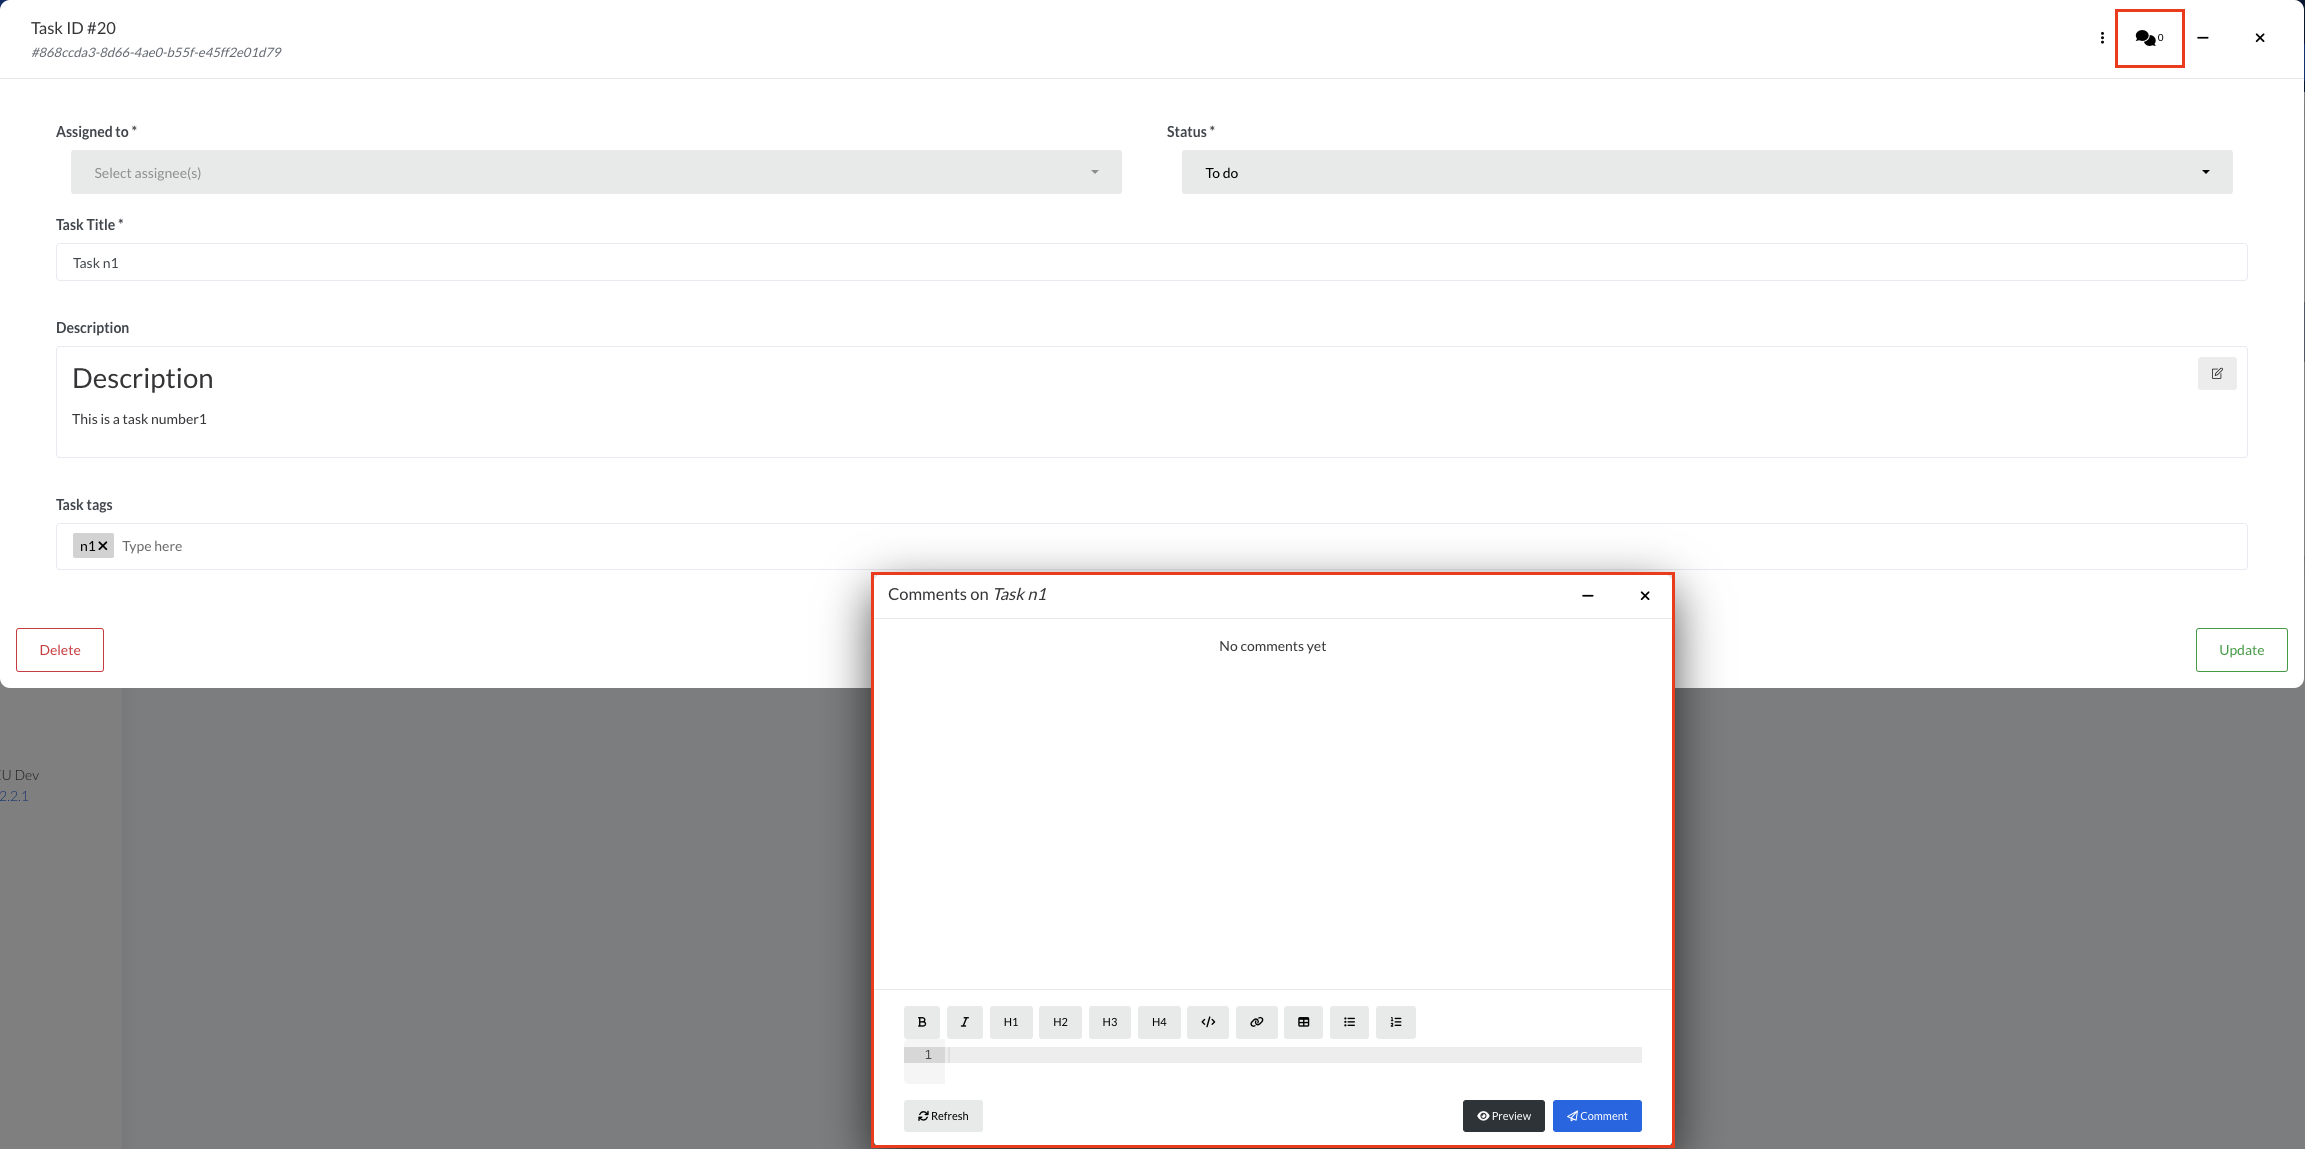 Task ID #20
#868ccda3-8d66-4ae0-b55f-e45ff2e01d79
0
Assigned to *
Status *
Select assignee(s)
To do
Task Title *
Task n1
Description
Description
This is a task number1
Task tags
n1 Type here
Comments on Task n1
No comments yet
Delete
Update
U Dev
2.2.1
B I H1 H2 H3 H4
1
Refresh
Preview
Comment